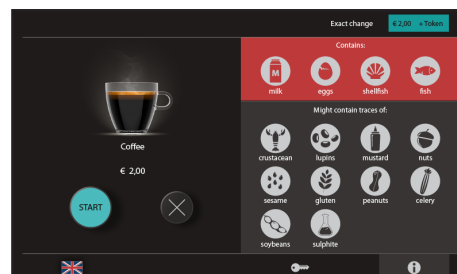 Exact change € 2,00 + Token
Contains:
M
milk eggs shellfish fish
Might contain traces of:
crustacean lupins mustard nuts
sesame gluten peanuts celery
soybeans sulphite
Coffee
€ 2,00
START
i